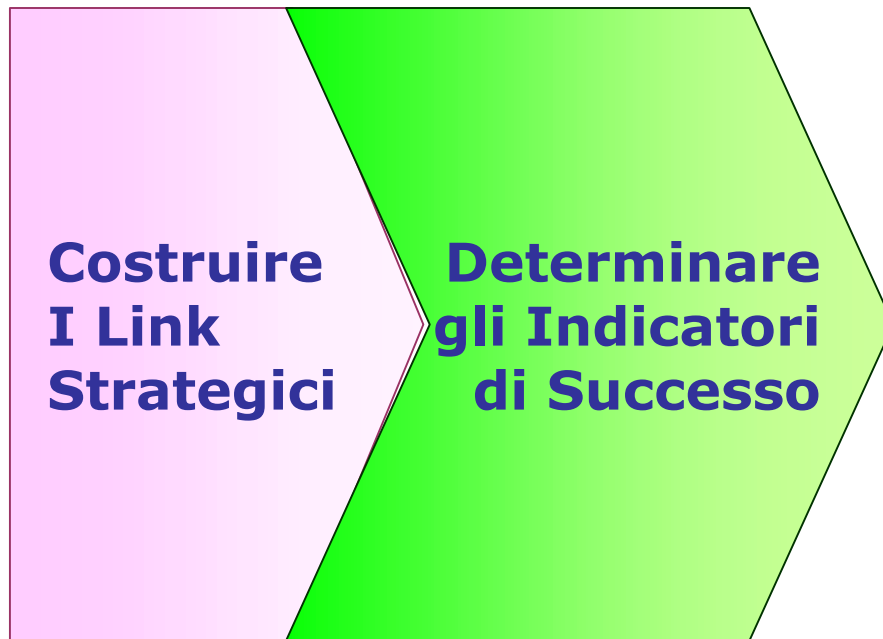 Costruire
I Link
Strategici
Determinare
gli Indicatori
di Successo